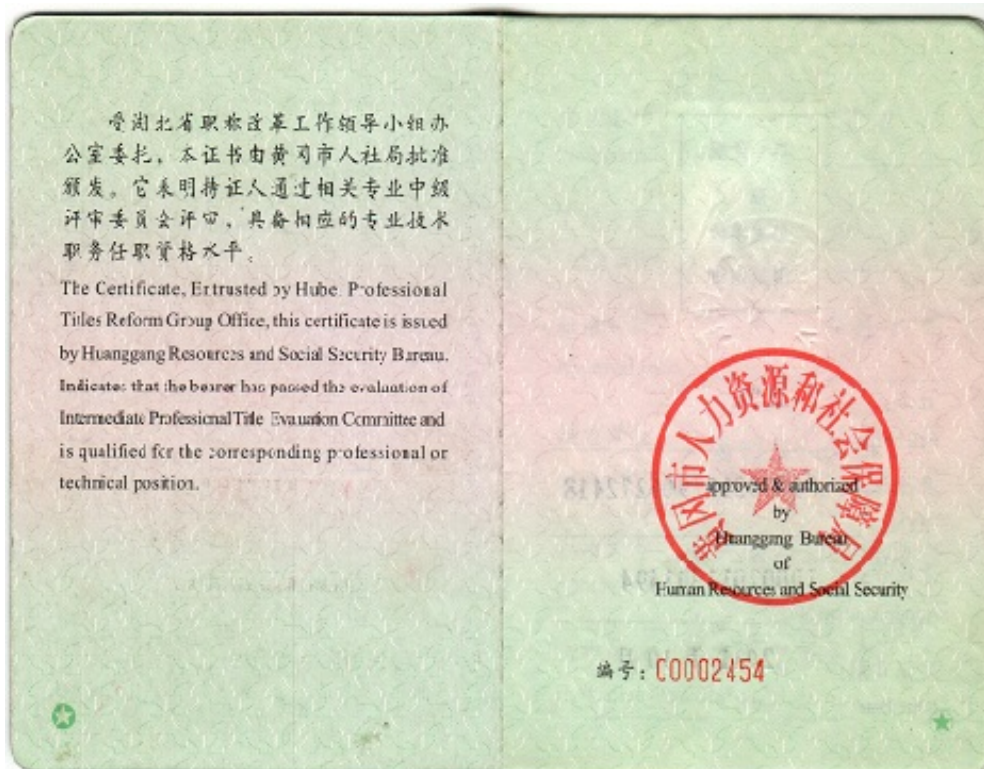 受湖北省职称改革工作领导小组办
公室委托，本证书由黄冈市人社局批准
颁发。它表明持证人通过相关专业中级
评审委员会评审，具备相应的专业技术
职务任职资格水平。
The Certificate, Entrusted by Hubei Professional
Titles Reform Group Office, this certificate is issued
by Huanggang Resources and Social Security Bureau.
Indicates that the bearer has passed the evaluation of
Intermediate Professional Title Evaluation Committee and
is qualified for the corresponding professional or
technical position.
黄冈市人力资源和社会保障局
approved & authorized
by
Huanggang Bureau
of
Human Resources and Social Security
编号：C0002454